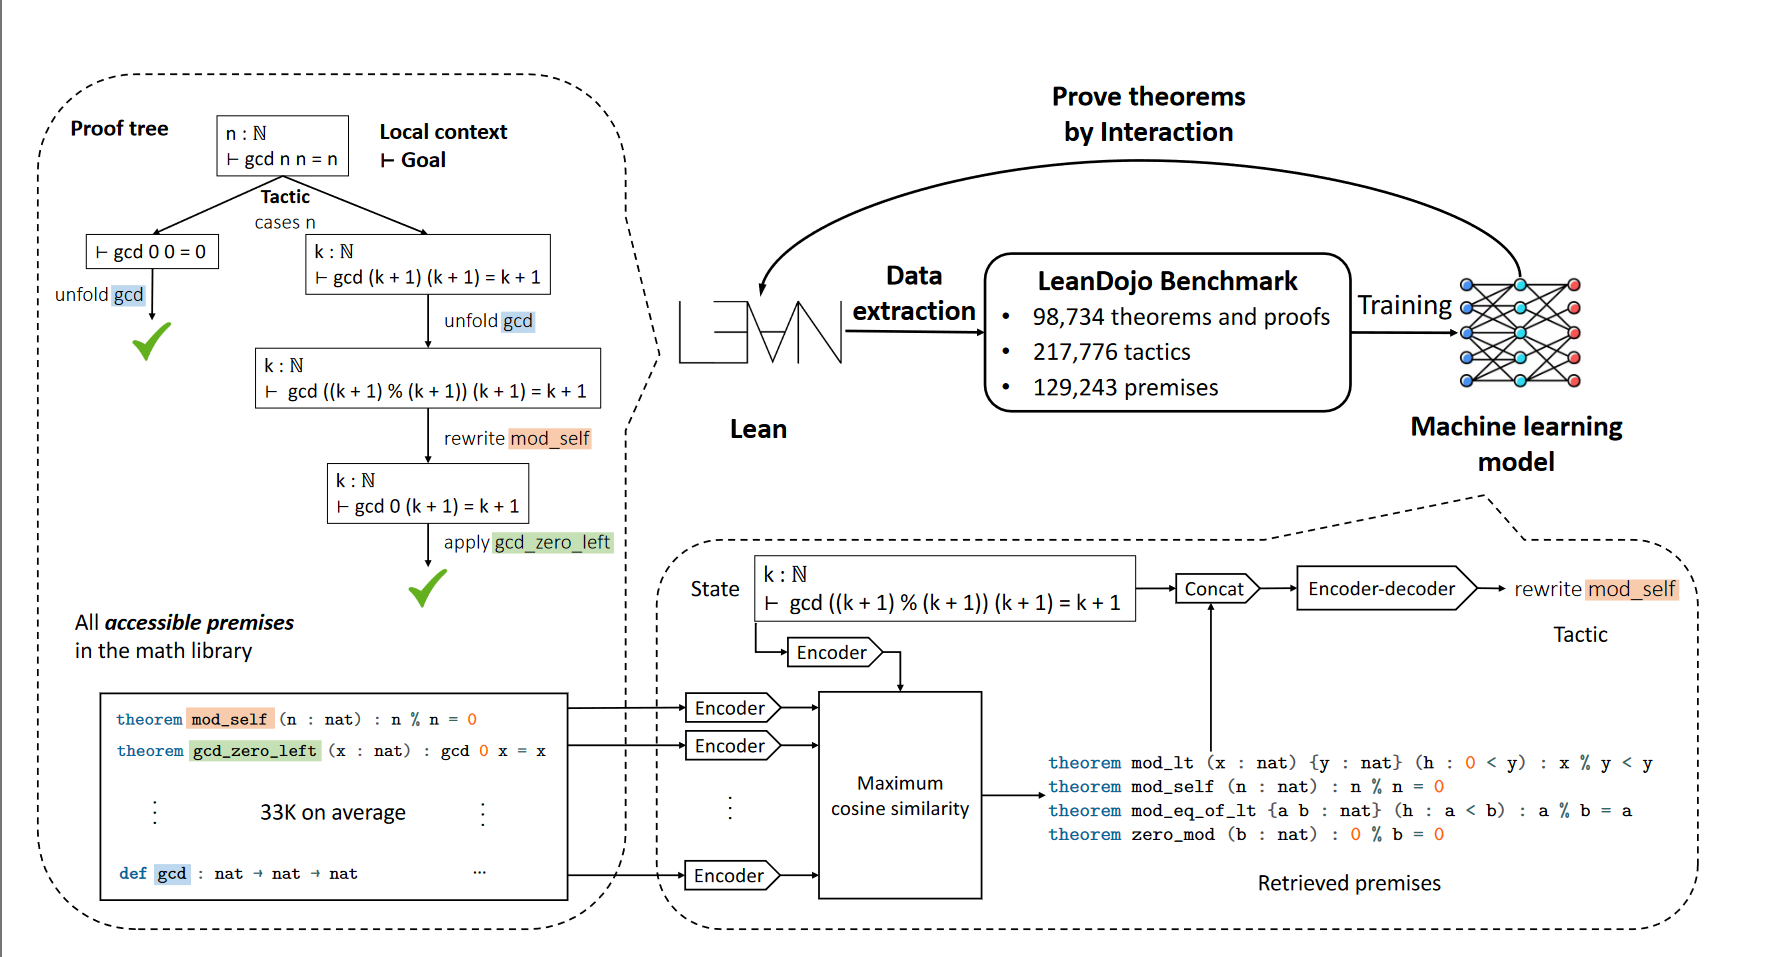 Proof tree
n : ℕ
⊢ gcd n n = n
Local context
⊢ Goal
Tactic
cases n
⊢ gcd 0 0 = 0
unfold gcd
k : ℕ
⊢ gcd (k + 1) (k + 1) = k + 1
unfold gcd
k : ℕ
⊢ gcd ((k + 1) % (k + 1)) (k + 1) = k + 1
rewrite mod_self
k : ℕ
⊢ gcd 0 (k + 1) = k + 1
apply gcd_zero_left
All accessible premises
in the math library
theorem mod_self (n : nat) : n % n = 0
theorem gcd_zero_left (x : nat) : gcd 0 x = x
⋮ 33K on average ⋮
def gcd : nat → nat → nat ...
Prove theorems
by Interaction
LEAN
Lean
Data
extraction
LeanDojo Benchmark
• 98,734 theorems and proofs
• 217,776 tactics
• 129,243 premises
Training
Machine learning
model
State
k : ℕ
⊢ gcd ((k + 1) % (k + 1)) (k + 1) = k + 1
Concat
Encoder-decoder
rewrite mod_self
Tactic
Encoder
Encoder
Encoder
⋮
Encoder
Maximum
cosine similarity
theorem mod_lt (x : nat) {y : nat} (h : 0 < y) : x % y < y
theorem mod_self (n : nat) : n % n = 0
theorem mod_eq_of_lt {a b : nat} (h : a < b) : a % b = a
theorem zero_mod (b : nat) : 0 % b = 0
Retrieved premises